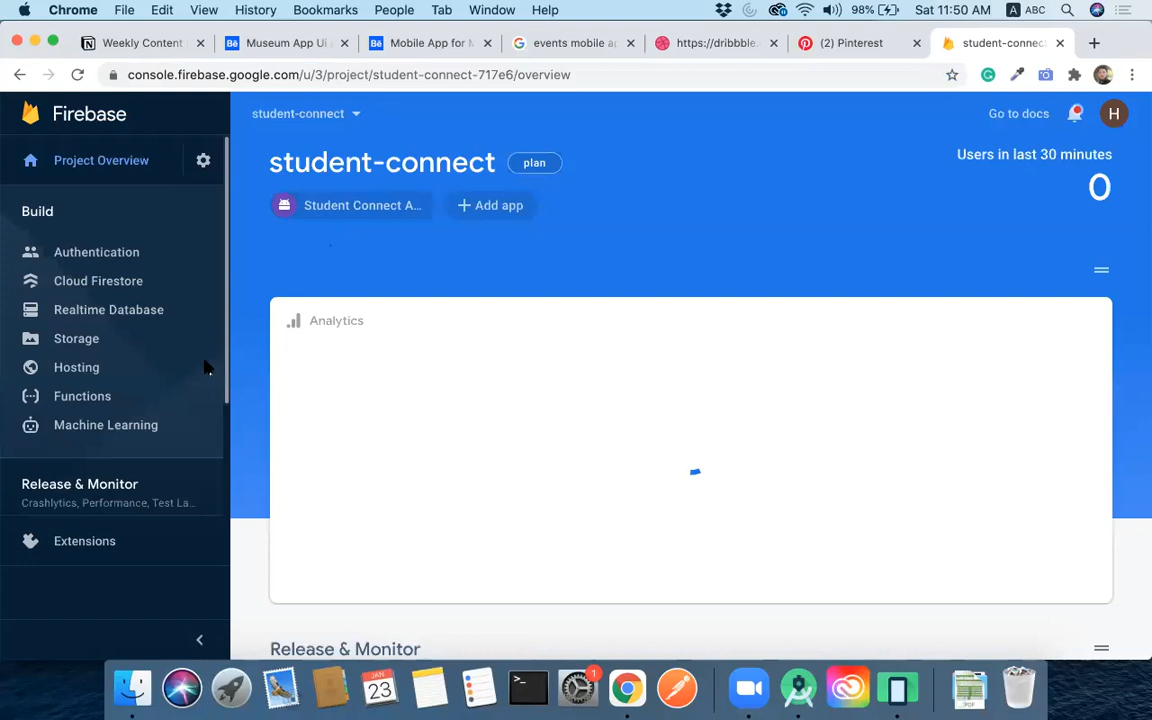 Chrome File Edit View History Bookmarks People Tab Window Help 98% Sat 11:50 AM A ABC
Weekly Content Museum App Ui Mobile App for events mobile https://dribbble. (2) Pinterest student-connec
console.firebase.google.com/u/3/project/student-connect-717e6/overview
Firebase
student-connect
Go to docs
H
Project Overview
student-connect
plan
Users in last 30 minutes
0
Student Connect A...
Add app
Build
Authentication
Cloud Firestore
Realtime Database
Storage
Hosting
Functions
Machine Learning
Analytics
Release & Monitor
Crashlytics, Performance, Test La...
Extensions
Release & Monitor
JAN
23
1
PDF